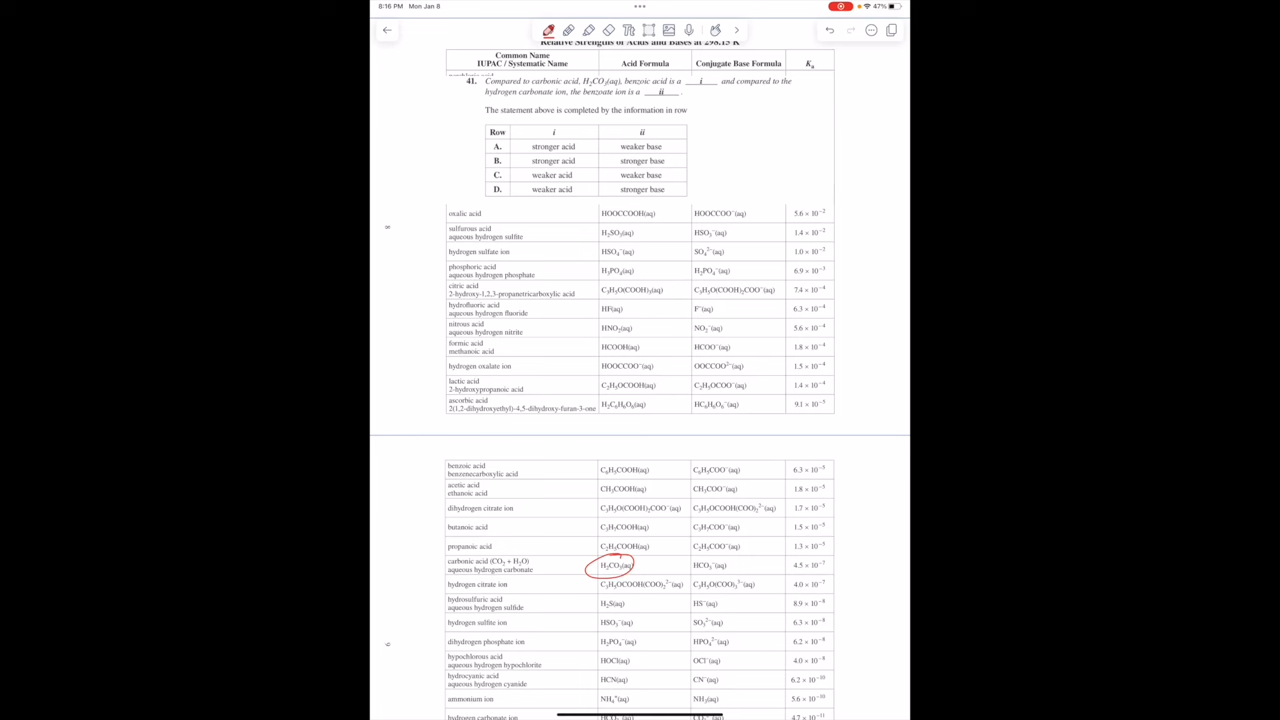 8:16 PM Mon Jan 8
47%
Relative Strengths of Acids and Bases at 298.15 K
Common Name
IUPAC / Systematic Name Acid Formula Conjugate Base Formula Kₐ
41. Compared to carbonic acid, H₂CO₃(aq), benzoic acid is a i and compared to the
hydrogen carbonate ion, the benzoate ion is a ii .
The statement above is completed by the information in row
Row i ii
A. stronger acid weaker base
B. stronger acid stronger base
C. weaker acid weaker base
D. weaker acid stronger base
oxalic acid HOOCCOOH(aq) HOOCCOO⁻(aq) 5.6 × 10⁻²
8
sulfurous acid
aqueous hydrogen sulfite H₂SO₃(aq) HSO₃⁻(aq) 1.4 × 10⁻²
hydrogen sulfate ion HSO₄⁻(aq) SO₄²⁻(aq) 1.0 × 10⁻²
phosphoric acid
aqueous hydrogen phosphate H₃PO₄(aq) H₂PO₄⁻(aq) 6.9 × 10⁻³
citric acid
2-hydroxy-1,2,3-propanetricarboxylic acid C₃H₅O(COOH)₃(aq) C₃H₅O(COOH)₂COO⁻(aq) 7.4 × 10⁻⁴
hydrofluoric acid
aqueous hydrogen fluoride HF(aq) F⁻(aq) 6.3 × 10⁻⁴
nitrous acid
aqueous hydrogen nitrite HNO₂(aq) NO₂⁻(aq) 5.6 × 10⁻⁴
formic acid
methanoic acid HCOOH(aq) HCOO⁻(aq) 1.8 × 10⁻⁴
hydrogen oxalate ion HOOCCOO⁻(aq) OOCCOO²⁻(aq) 1.5 × 10⁻⁴
lactic acid
2-hydroxypropanoic acid C₂H₅OCOOH(aq) C₂H₅OCOO⁻(aq) 1.4 × 10⁻⁴
ascorbic acid
2(1,2-dihydroxyethyl)-4,5-dihydroxy-furan-3-one H₂C₆H₆O₆(aq) HC₆H₆O₆⁻(aq) 9.1 × 10⁻⁵
benzoic acid
benzenecarboxylic acid C₆H₅COOH(aq) C₆H₅COO⁻(aq) 6.3 × 10⁻⁵
acetic acid
ethanoic acid CH₃COOH(aq) CH₃COO⁻(aq) 1.8 × 10⁻⁵
dihydrogen citrate ion C₃H₅O(COOH)₂COO⁻(aq) C₃H₅OCOOH(COO)₂²⁻(aq) 1.7 × 10⁻⁵
butanoic acid C₃H₇COOH(aq) C₃H₇COO⁻(aq) 1.5 × 10⁻⁵
propanoic acid C₂H₅COOH(aq) C₂H₅COO⁻(aq) 1.3 × 10⁻⁵
carbonic acid (CO₂ + H₂O)
aqueous hydrogen carbonate H₂CO₃(aq) HCO₃⁻(aq) 4.5 × 10⁻⁷
hydrogen citrate ion C₃H₅OCOOH(COO)₂²⁻(aq) C₃H₅O(COO)₃³⁻(aq) 4.0 × 10⁻⁷
hydrosulfuric acid
aqueous hydrogen sulfide H₂S(aq) HS⁻(aq) 8.9 × 10⁻⁸
hydrogen sulfite ion HSO₃⁻(aq) SO₃²⁻(aq) 6.3 × 10⁻⁸
9
dihydrogen phosphate ion H₂PO₄⁻(aq) HPO₄²⁻(aq) 6.2 × 10⁻⁸
hypochlorous acid
aqueous hydrogen hypochlorite HOCl(aq) OCl⁻(aq) 4.0 × 10⁻⁸
hydrocyanic acid
aqueous hydrogen cyanide HCN(aq) CN⁻(aq) 6.2 × 10⁻¹⁰
ammonium ion NH₄⁺(aq) NH₃(aq) 5.6 × 10⁻¹⁰
hydrogen carbonate ion HCO₃⁻(aq) CO₃²⁻(aq) 4.7 × 10⁻¹¹